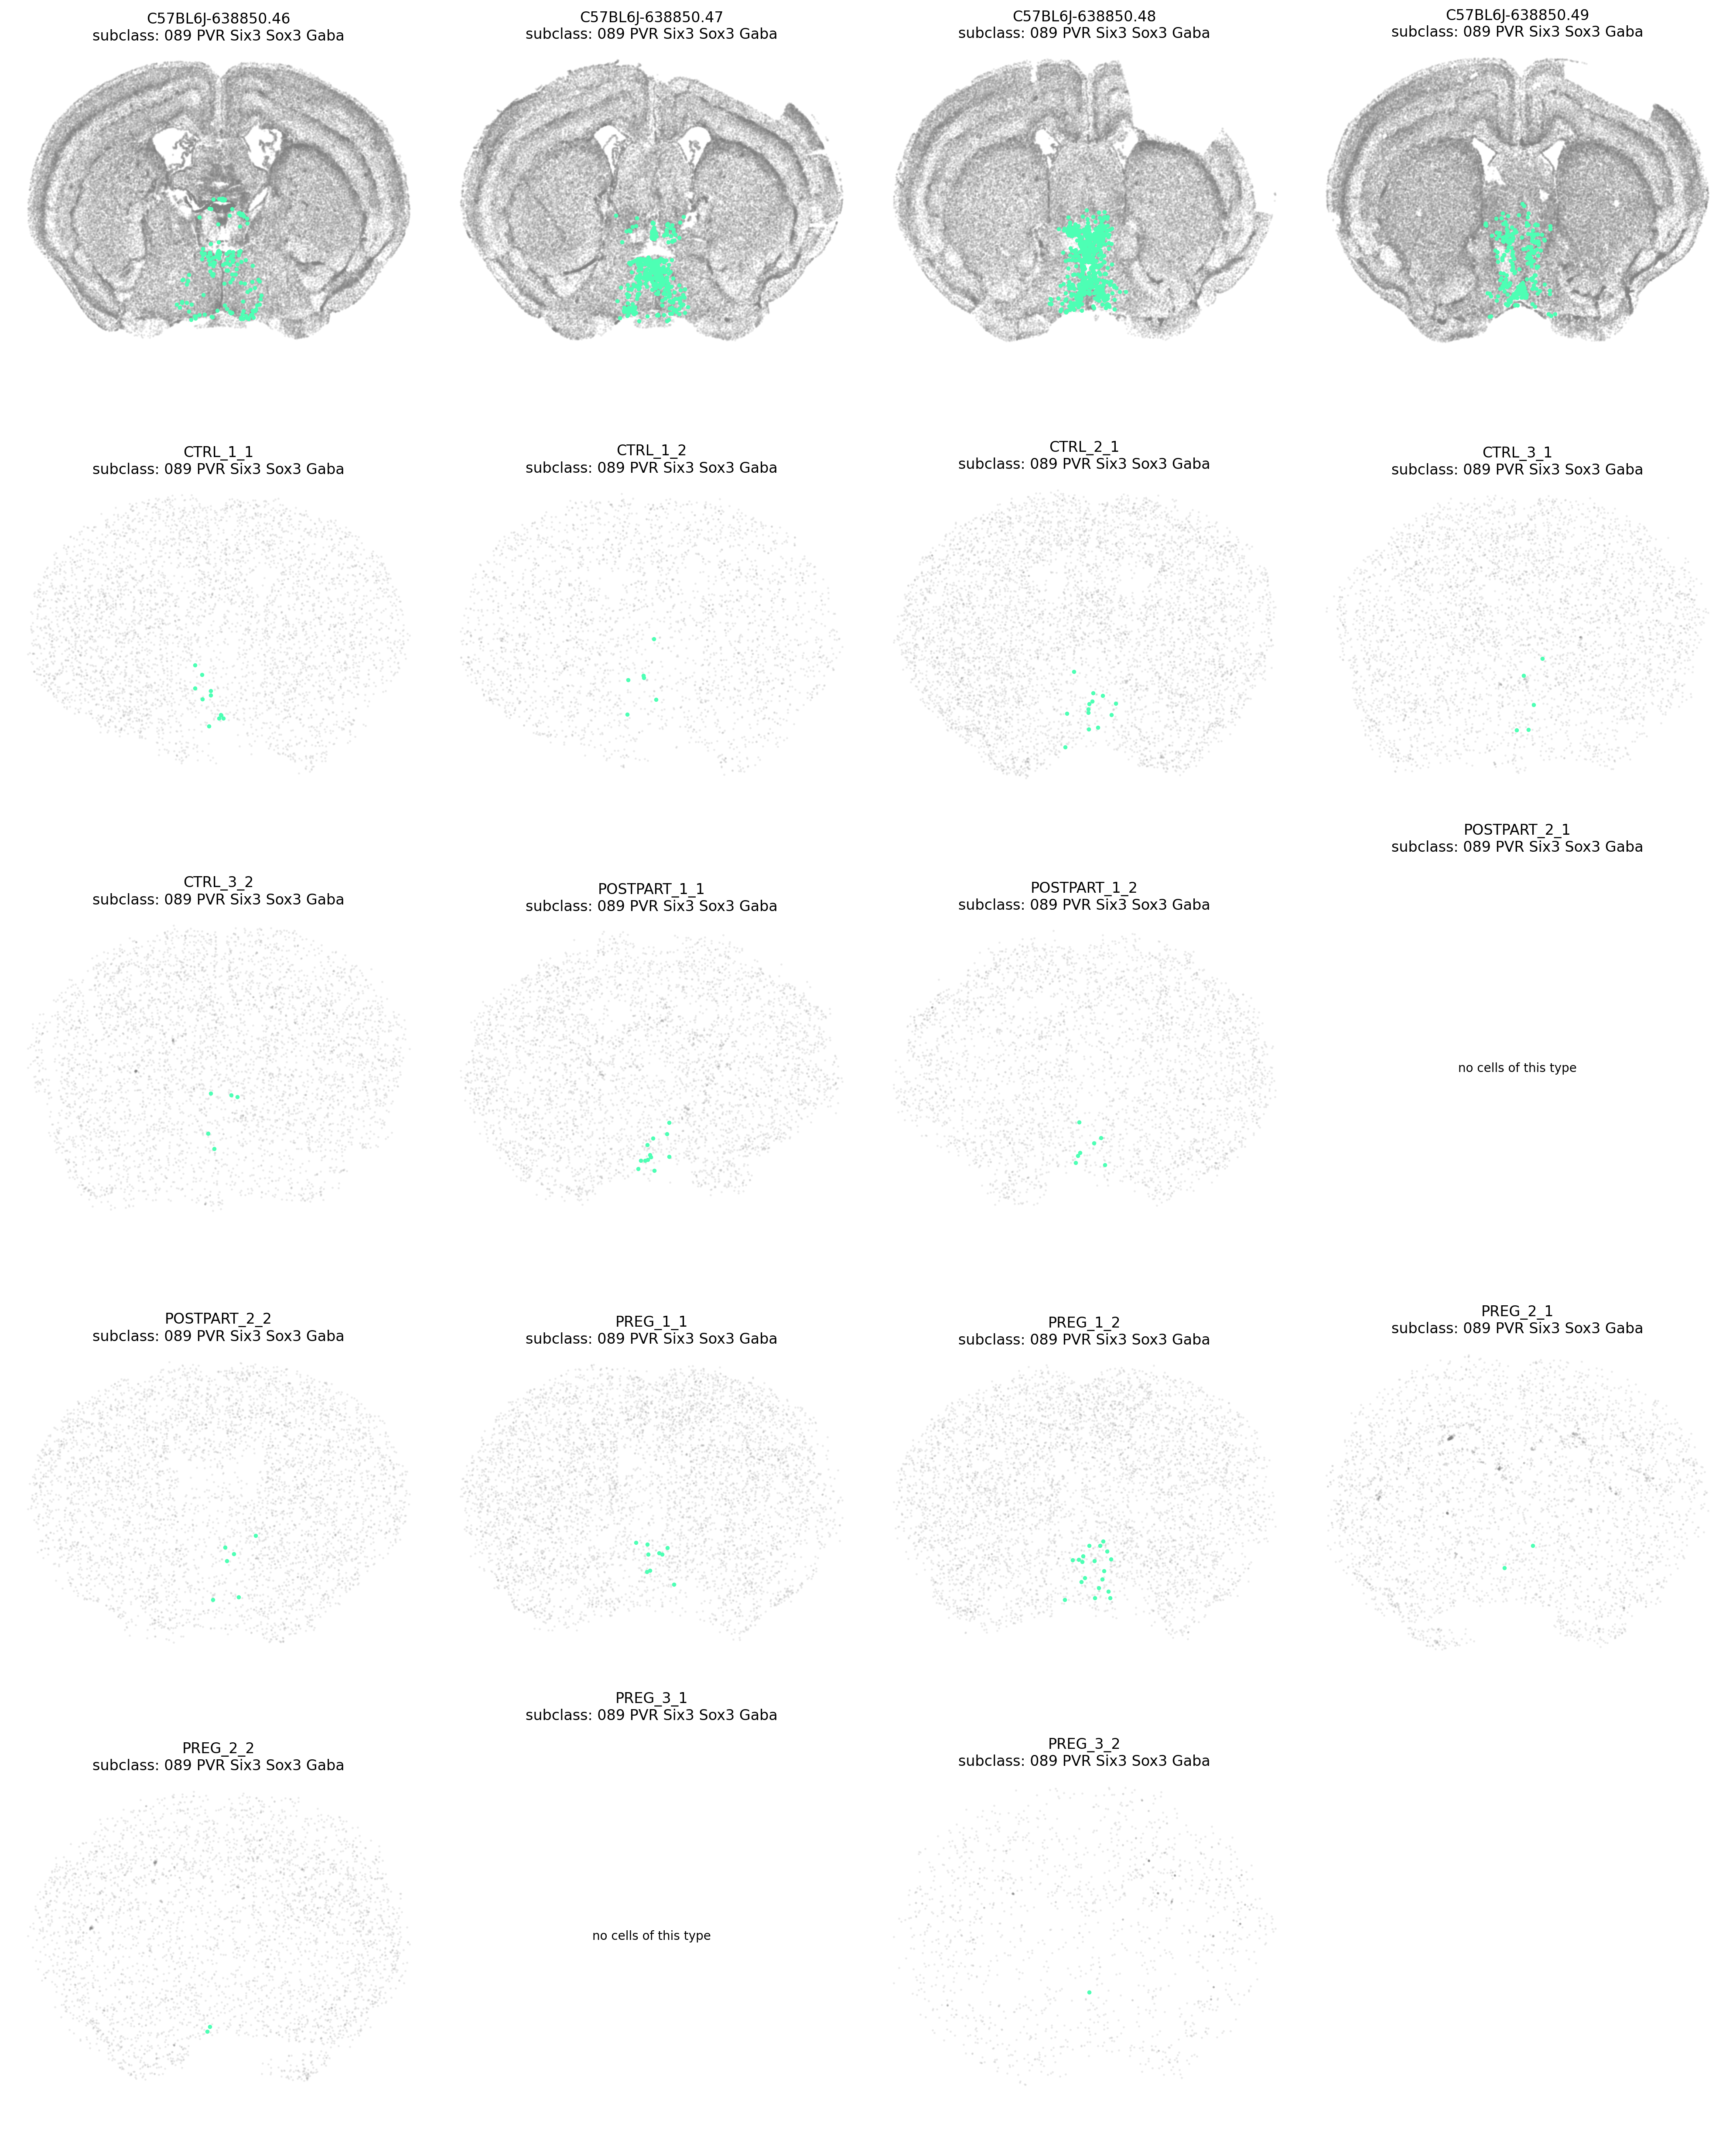 C57BL6J-638850.46
subclass: 089 PVR Six3 Sox3 Gaba
C57BL6J-638850.47
subclass: 089 PVR Six3 Sox3 Gaba
C57BL6J-638850.48
subclass: 089 PVR Six3 Sox3 Gaba
C57BL6J-638850.49
subclass: 089 PVR Six3 Sox3 Gaba
CTRL_1_1
subclass: 089 PVR Six3 Sox3 Gaba
CTRL_1_2
subclass: 089 PVR Six3 Sox3 Gaba
CTRL_2_1
subclass: 089 PVR Six3 Sox3 Gaba
CTRL_3_1
subclass: 089 PVR Six3 Sox3 Gaba
CTRL_3_2
subclass: 089 PVR Six3 Sox3 Gaba
POSTPART_1_1
subclass: 089 PVR Six3 Sox3 Gaba
POSTPART_1_2
subclass: 089 PVR Six3 Sox3 Gaba
POSTPART_2_1
subclass: 089 PVR Six3 Sox3 Gaba
no cells of this type
POSTPART_2_2
subclass: 089 PVR Six3 Sox3 Gaba
PREG_1_1
subclass: 089 PVR Six3 Sox3 Gaba
PREG_1_2
subclass: 089 PVR Six3 Sox3 Gaba
PREG_2_1
subclass: 089 PVR Six3 Sox3 Gaba
PREG_2_2
subclass: 089 PVR Six3 Sox3 Gaba
PREG_3_1
subclass: 089 PVR Six3 Sox3 Gaba
no cells of this type
PREG_3_2
subclass: 089 PVR Six3 Sox3 Gaba